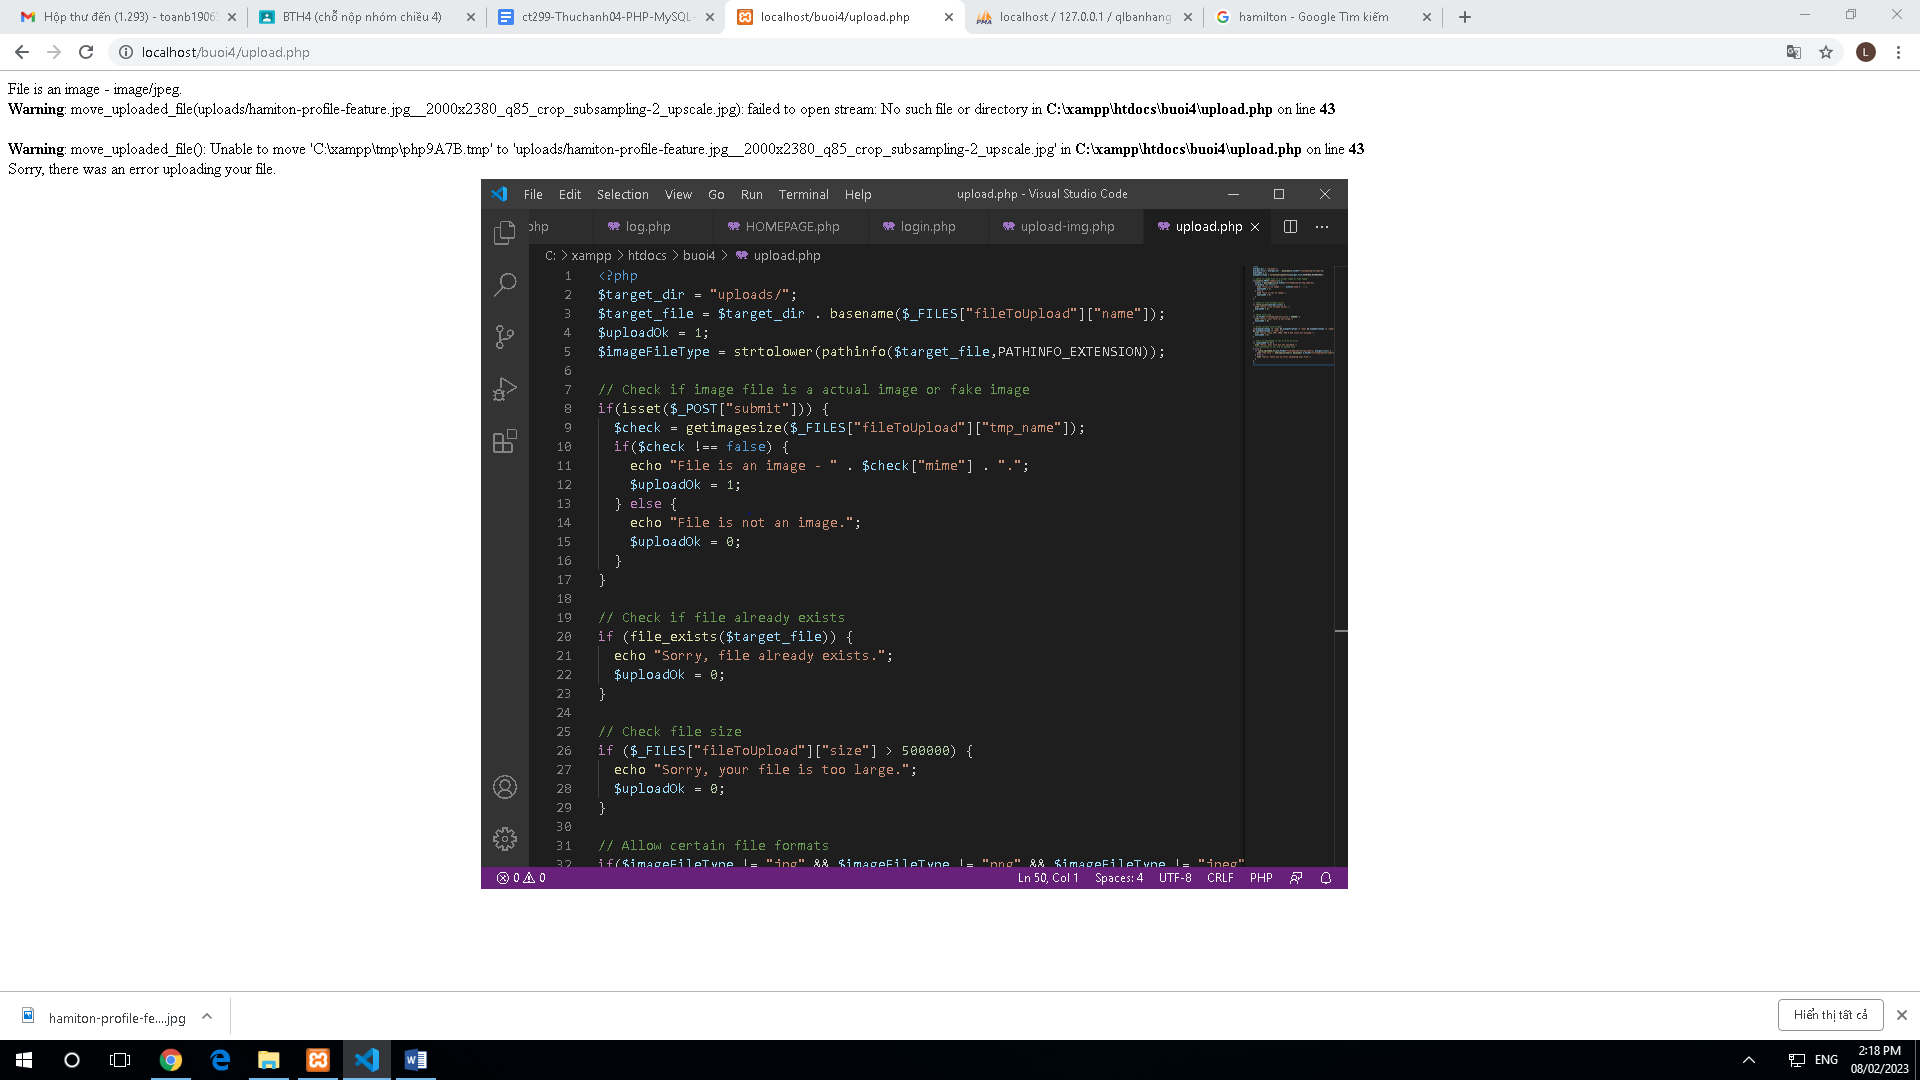 Hộp thư đến (1.293) - toanb1906
BTH4 (chỗ nộp nhóm chiều 4)
ct299-Thuchanh04-PHP-MySQL-
localhost/buoi4/upload.php
localhost / 127.0.0.1 / qlbanhang
hamilton - Google Tìm kiếm
localhost/buoi4/upload.php
L
File is an image - image/jpeg.
Warning: move_uploaded_file(uploads/hamiton-profile-feature.jpg__2000x2380_q85_crop_subsampling-2_upscale.jpg): failed to open stream: No such file or directory in C:\xampp\htdocs\buoi4\upload.php on line 43
Warning: move_uploaded_file(): Unable to move 'C:\xampp\tmp\php9A7B.tmp' to 'uploads/hamiton-profile-feature.jpg__2000x2380_q85_crop_subsampling-2_upscale.jpg' in C:\xampp\htdocs\buoi4\upload.php on line 43
Sorry, there was an error uploading your file.
File Edit Selection View Go Run Terminal Help upload.php - Visual Studio Code
php log.php HOMEPAGE.php login.php upload-img.php upload.php
C: > xampp > htdocs > buoi4 > upload.php
1 <?php
2 $target_dir = "uploads/";
3 $target_file = $target_dir . basename($_FILES["fileToUpload"]["name"]);
4 $uploadOk = 1;
5 $imageFileType = strtolower(pathinfo($target_file,PATHINFO_EXTENSION));
6
7 // Check if image file is a actual image or fake image
8 if(isset($_POST["submit"])) {
9 $check = getimagesize($_FILES["fileToUpload"]["tmp_name"]);
10 if($check !== false) {
11 echo "File is an image - " . $check["mime"] . ".";
12 $uploadOk = 1;
13 } else {
14 echo "File is not an image.";
15 $uploadOk = 0;
16 }
17 }
18
19 // Check if file already exists
20 if (file_exists($target_file)) {
21 echo "Sorry, file already exists.";
22 $uploadOk = 0;
23 }
24
25 // Check file size
26 if ($_FILES["fileToUpload"]["size"] > 500000) {
27 echo "Sorry, your file is too large.";
28 $uploadOk = 0;
29 }
30
31 // Allow certain file formats
32 if($imageFileType != "jpg" && $imageFileType != "png" && $imageFileType != "jpeg"
0 0 Ln 50, Col 1 Spaces: 4 UTF-8 CRLF PHP
hamiton-profile-fe....jpg
Hiển thị tất cả
ENG
2:18 PM
08/02/2023